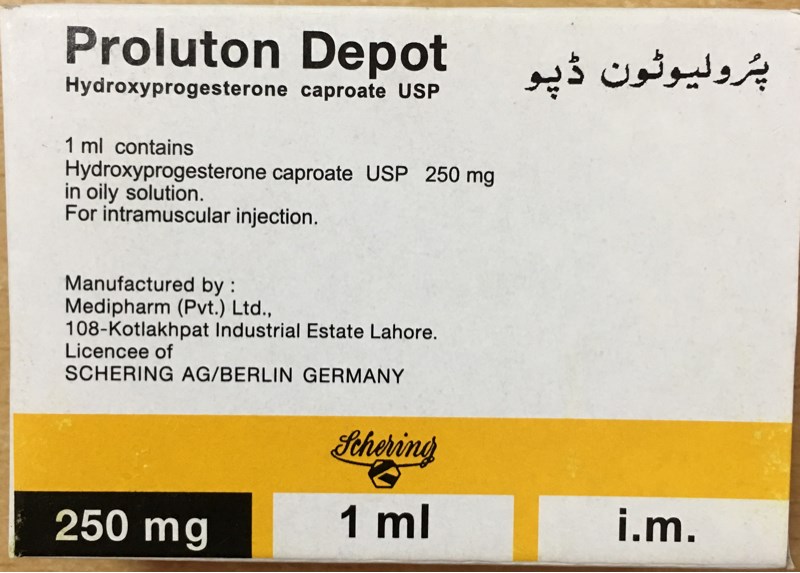 Proluton Depot
پُرولیوٹون ڈپو
Hydroxyprogesterone caproate USP
1 ml contains
Hydroxyprogesterone caproate USP 250 mg
in oily solution.
For intramuscular injection.
Manufactured by :
Medipharm (Pvt.) Ltd.,
108-Kotlakhpat Industrial Estate Lahore.
Licencee of
SCHERING AG/BERLIN GERMANY
Schering
250 mg
1 ml
i.m.